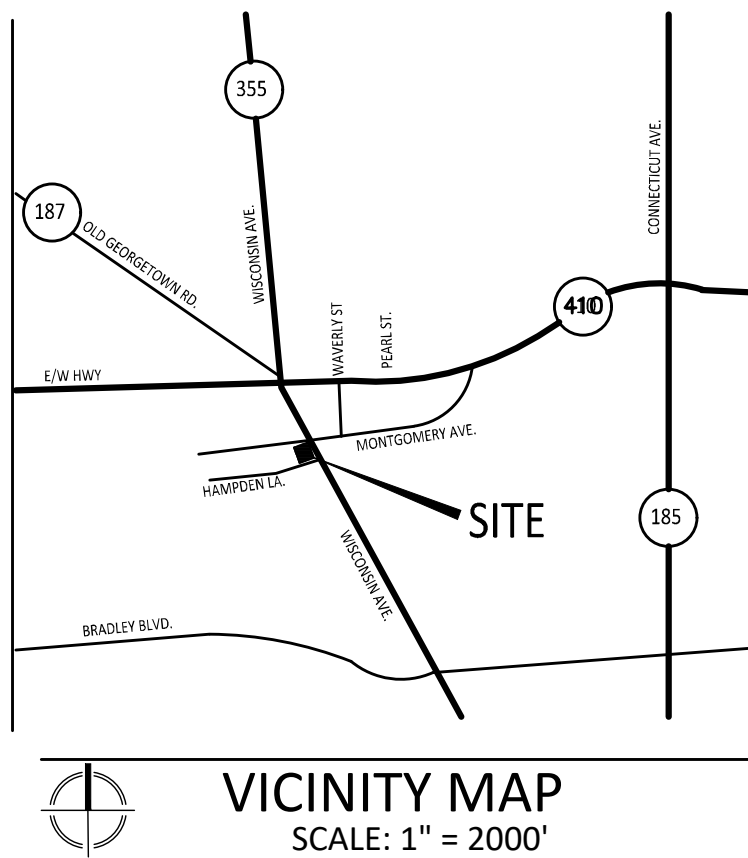 355
CONNECTICUT AVE.
187
OLD GEORGETOWN RD.
WISCONSIN AVE.
410
WAVERLY ST
PEARL ST.
E/W HWY
MONTGOMERY AVE.
HAMPDEN LA.
SITE
185
WISCONSIN AVE.
BRADLEY BLVD.
VICINITY MAP
SCALE: 1" = 2000'